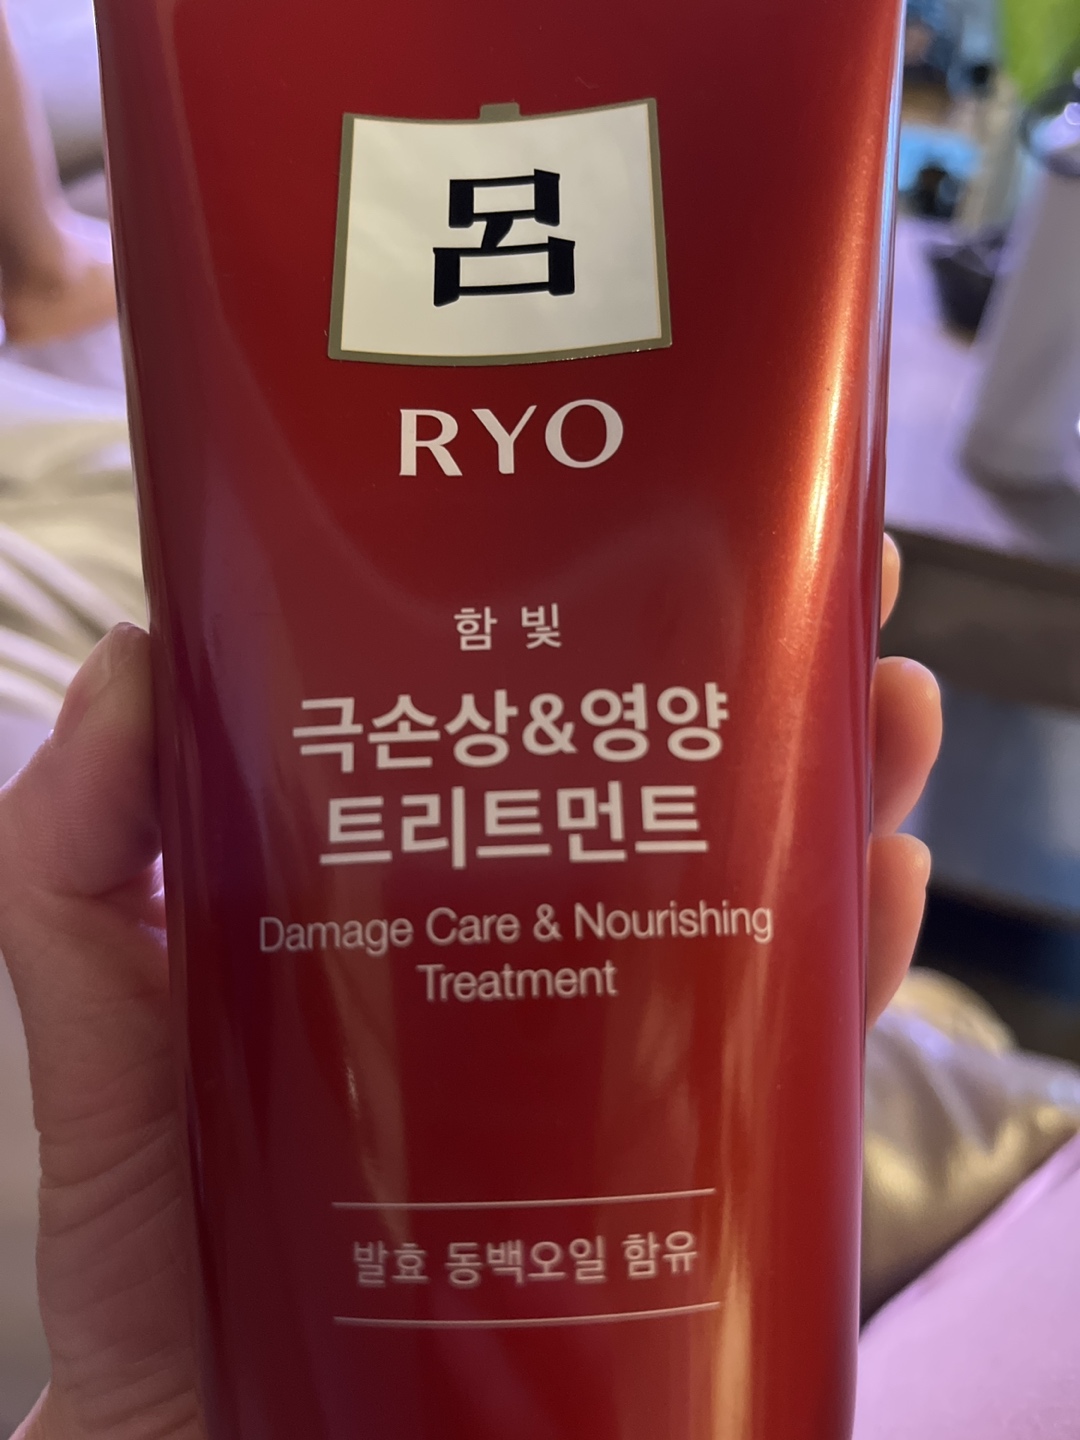 呂
RYO
함빛
극손상&영양
트리트먼트
Damage Care & Nourishing
Treatment
발효 동백오일 함유